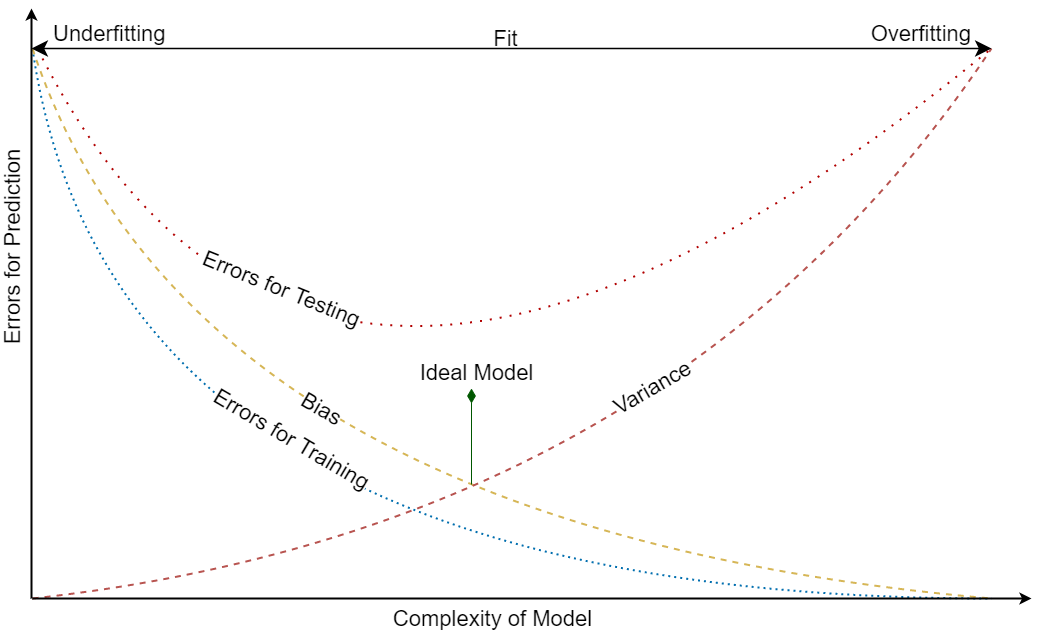 Underfitting
Fit
Overfitting
Errors for Prediction
Errors for Testing
Ideal Model
Bias
Variance
Errors for Training
Complexity of Model